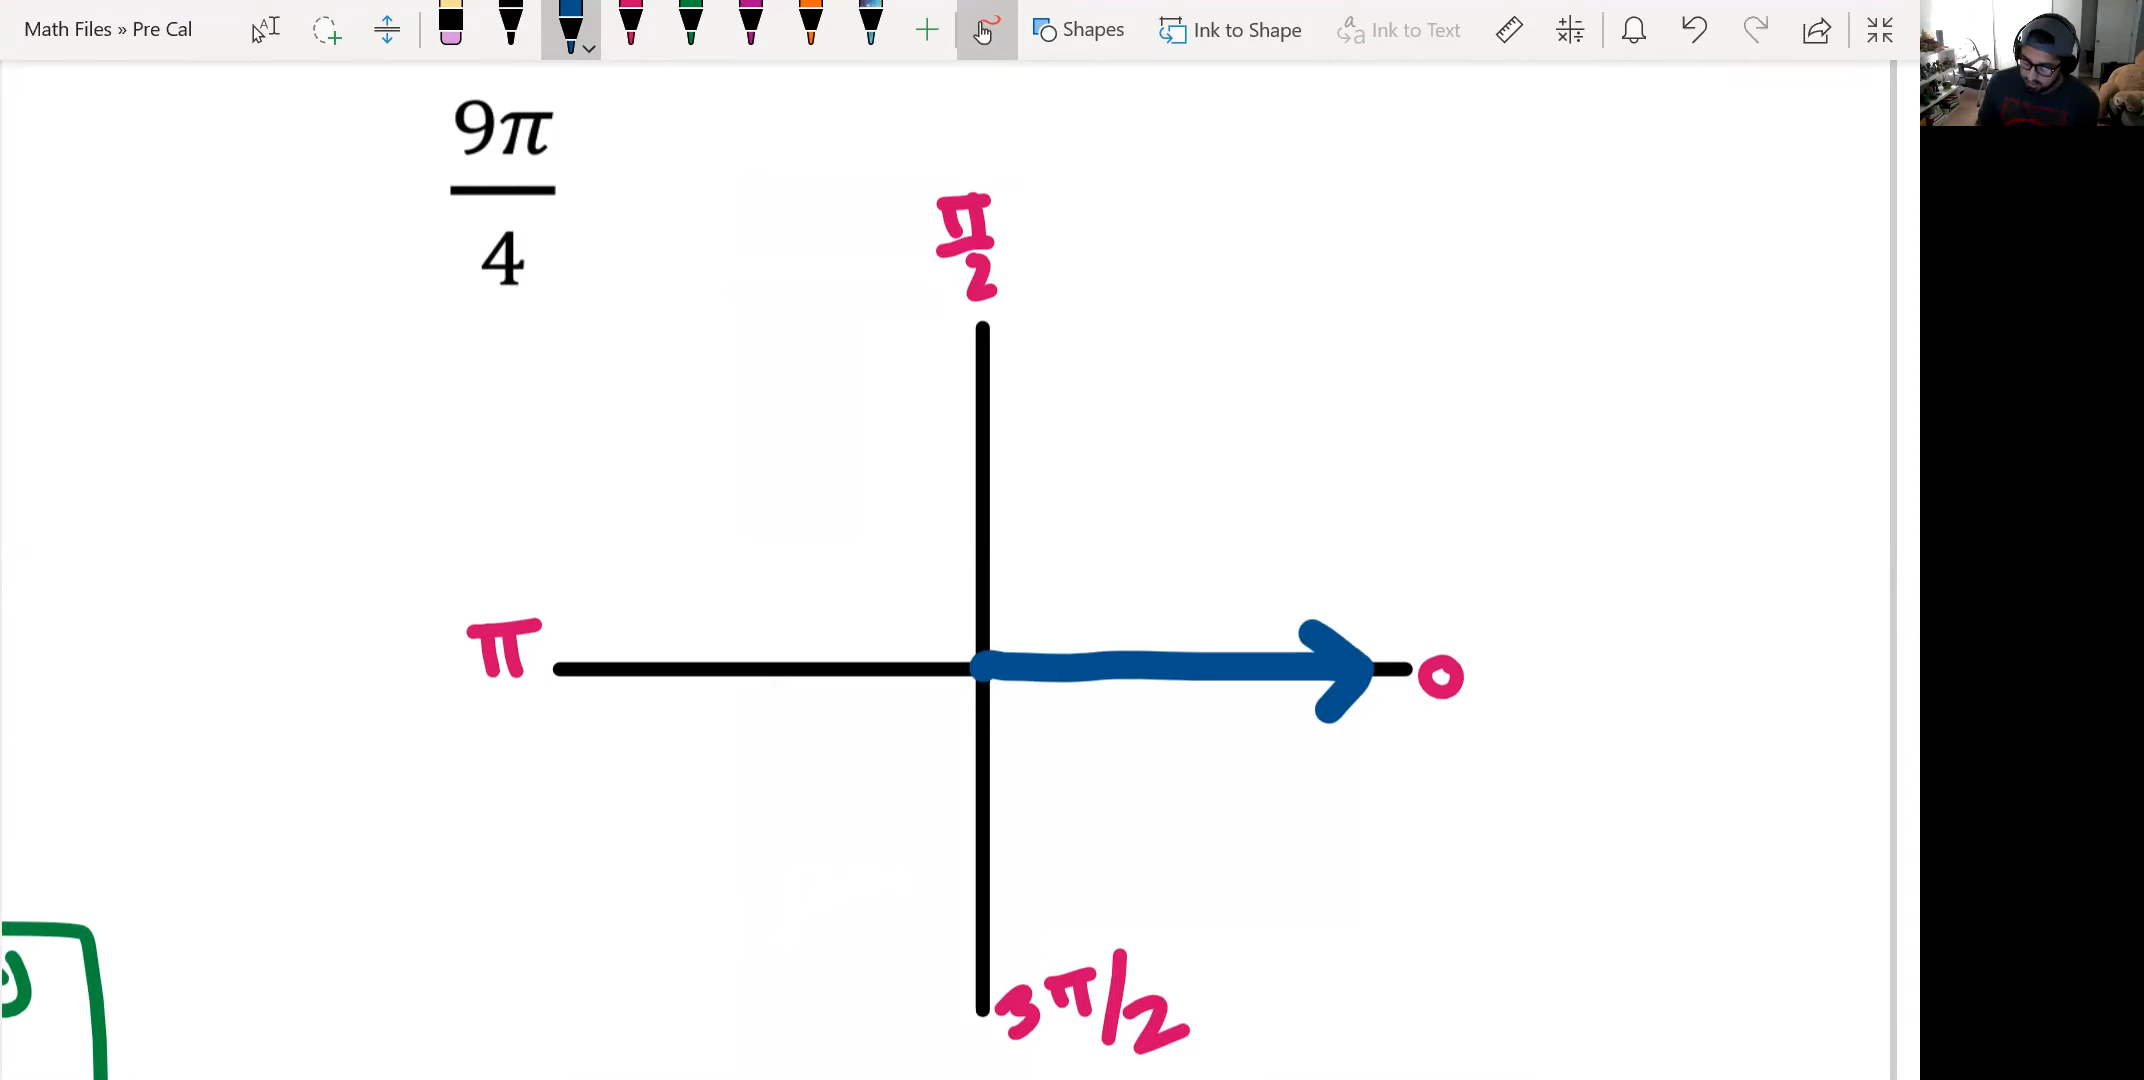 Math Files » Pre Cal
Shapes
Ink to Shape
Ink to Text
9π
4
π
2
π
0
3π/2